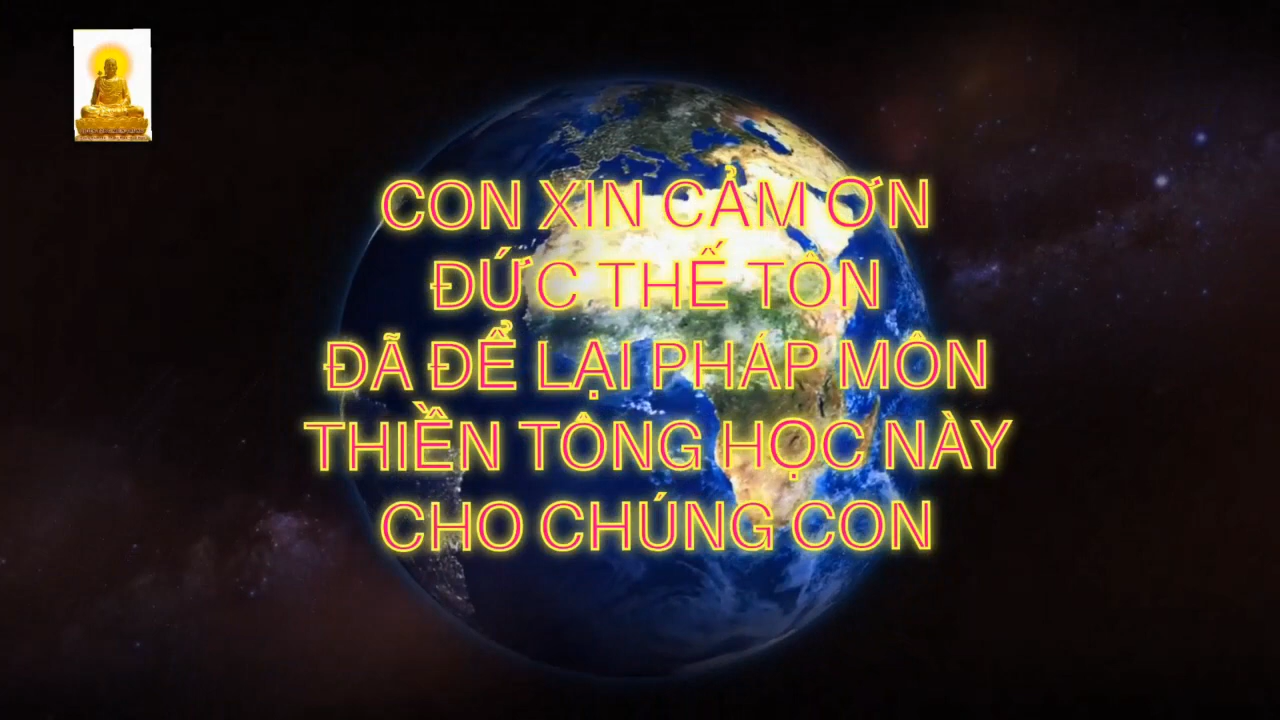 CON XIN CẢM ƠN
ĐỨC THẾ TÔN
ĐÃ ĐỂ LẠI PHÁP MÔN
THIỀN TÔNG HỌC NÀY
CHO CHÚNG CON